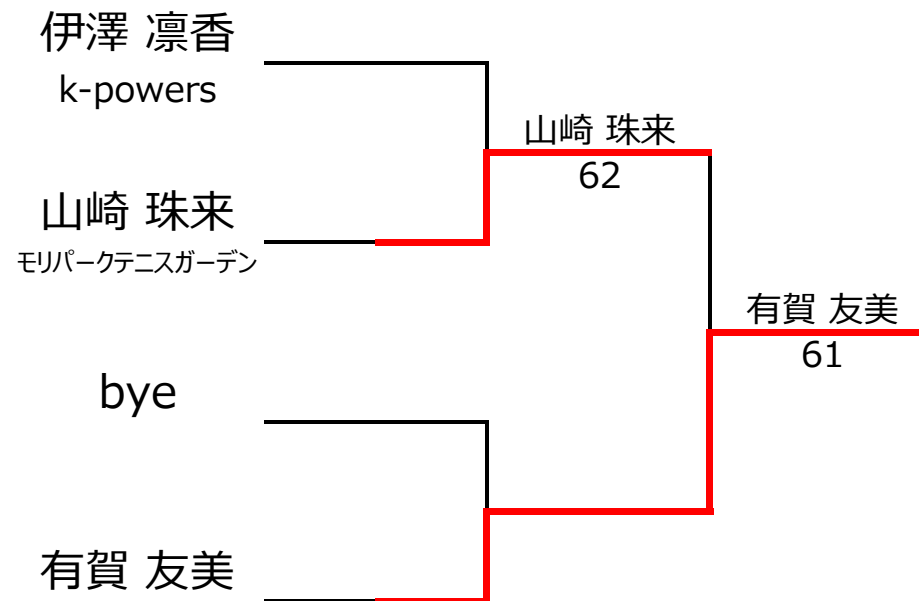 伊澤 凛香
k-powers
山崎 珠来
62
山崎 珠来
モリパークテニスガーデン
有賀 友美
61
bye
有賀 友美